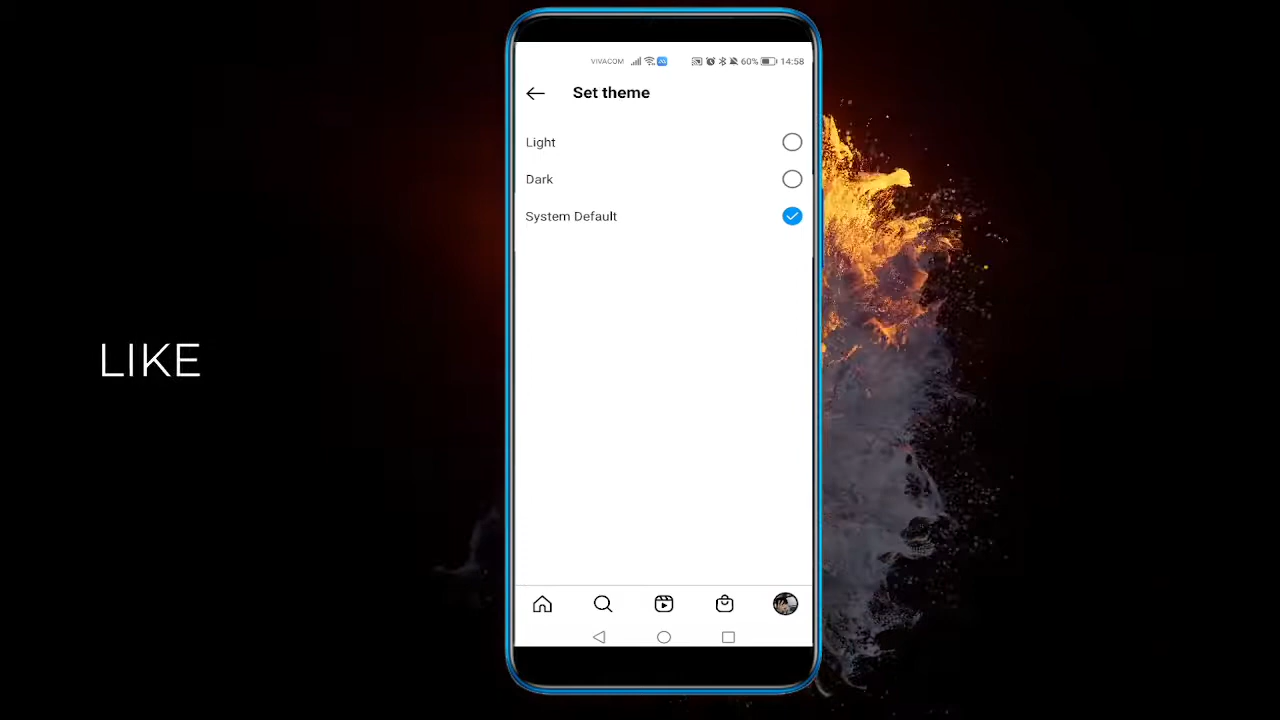 VIVACOM 60% 14:58
Set theme
Light
Dark
System Default
LIKE